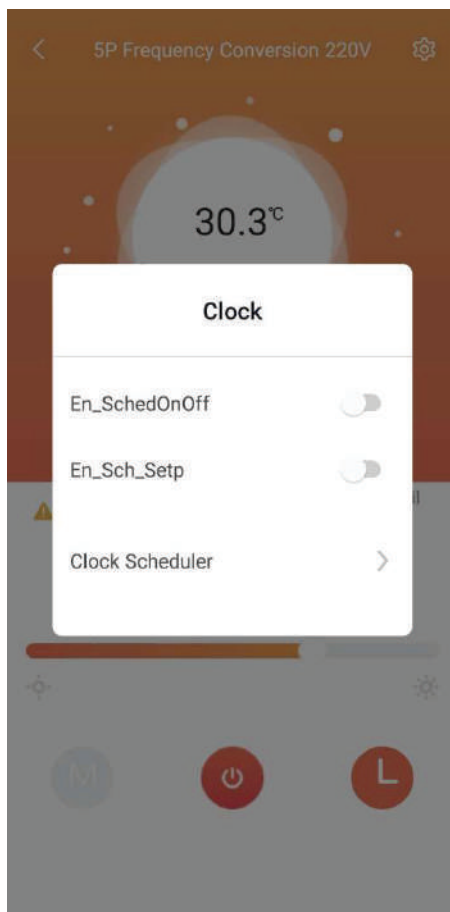 5P Frequency Conversion 220V
30.3℃
Clock
En_SchedOnOff
En_Sch_Setp
Clock Scheduler
M